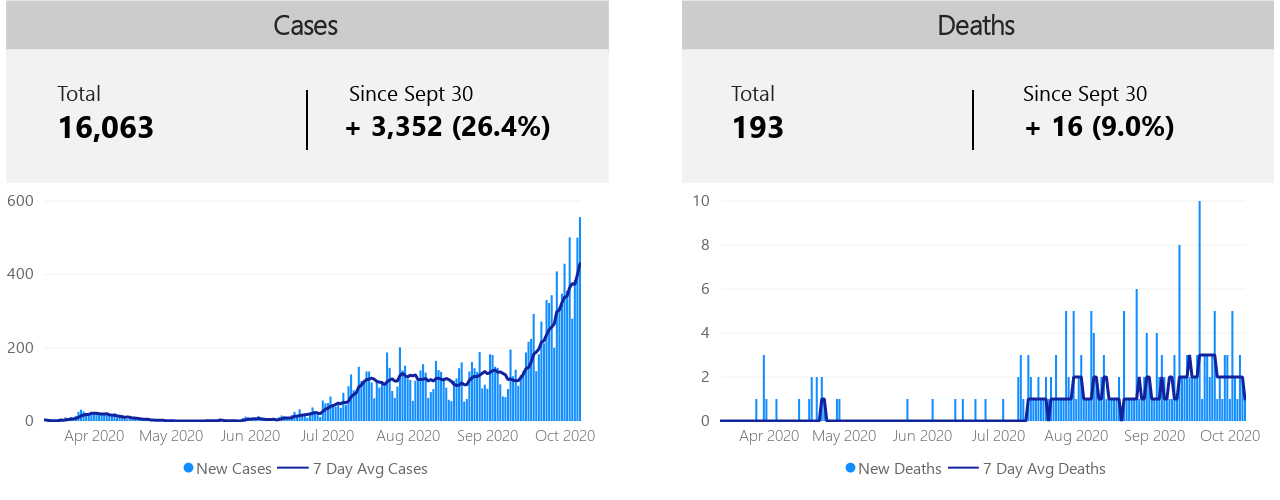 Cases
Total
16,063
Since Sept 30
+ 3,352 (26.4%)
600
400
200
0
Apr 2020 May 2020 Jun 2020 Jul 2020 Aug 2020 Sep 2020 Oct 2020
New Cases 7 Day Avg Cases
Deaths
Total
193
Since Sept 30
+ 16 (9.0%)
10
8
6
4
2
0
Apr 2020 May 2020 Jun 2020 Jul 2020 Aug 2020 Sep 2020 Oct 2020
New Deaths 7 Day Avg Deaths